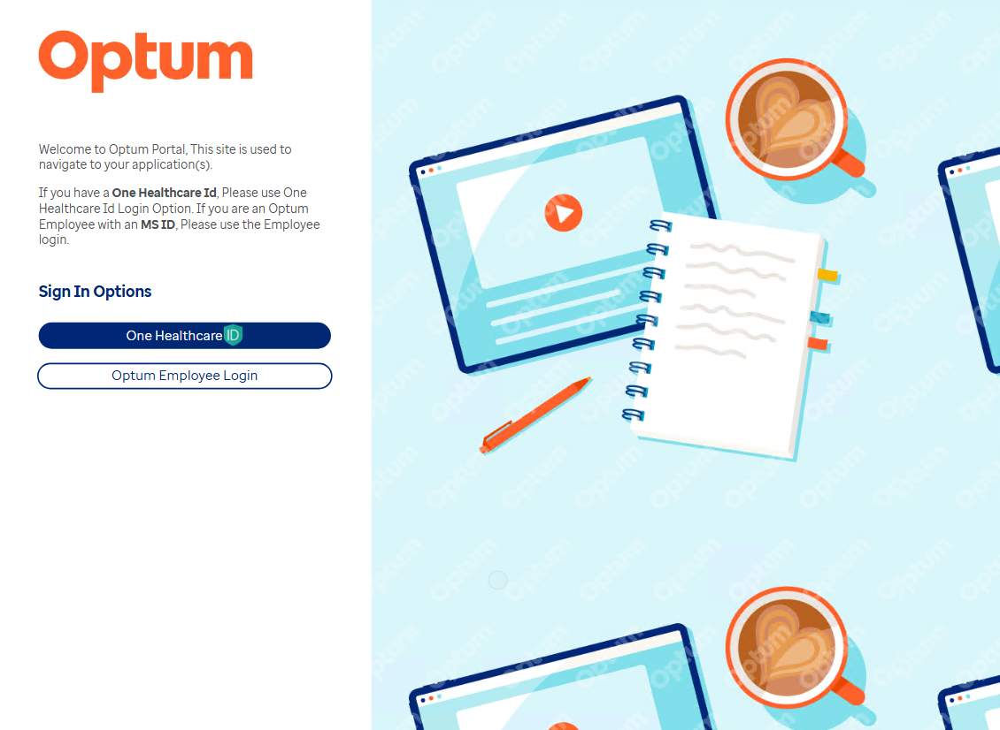 Optum
Welcome to Optum Portal, This site is used to
navigate to your application(s).
If you have a One Healthcare Id, Please use One
Healthcare Id Login Option. If you are an Optum
Employee with an MS ID, Please use the Employee
login.
Sign In Options
One Healthcare ID
Optum Employee Login